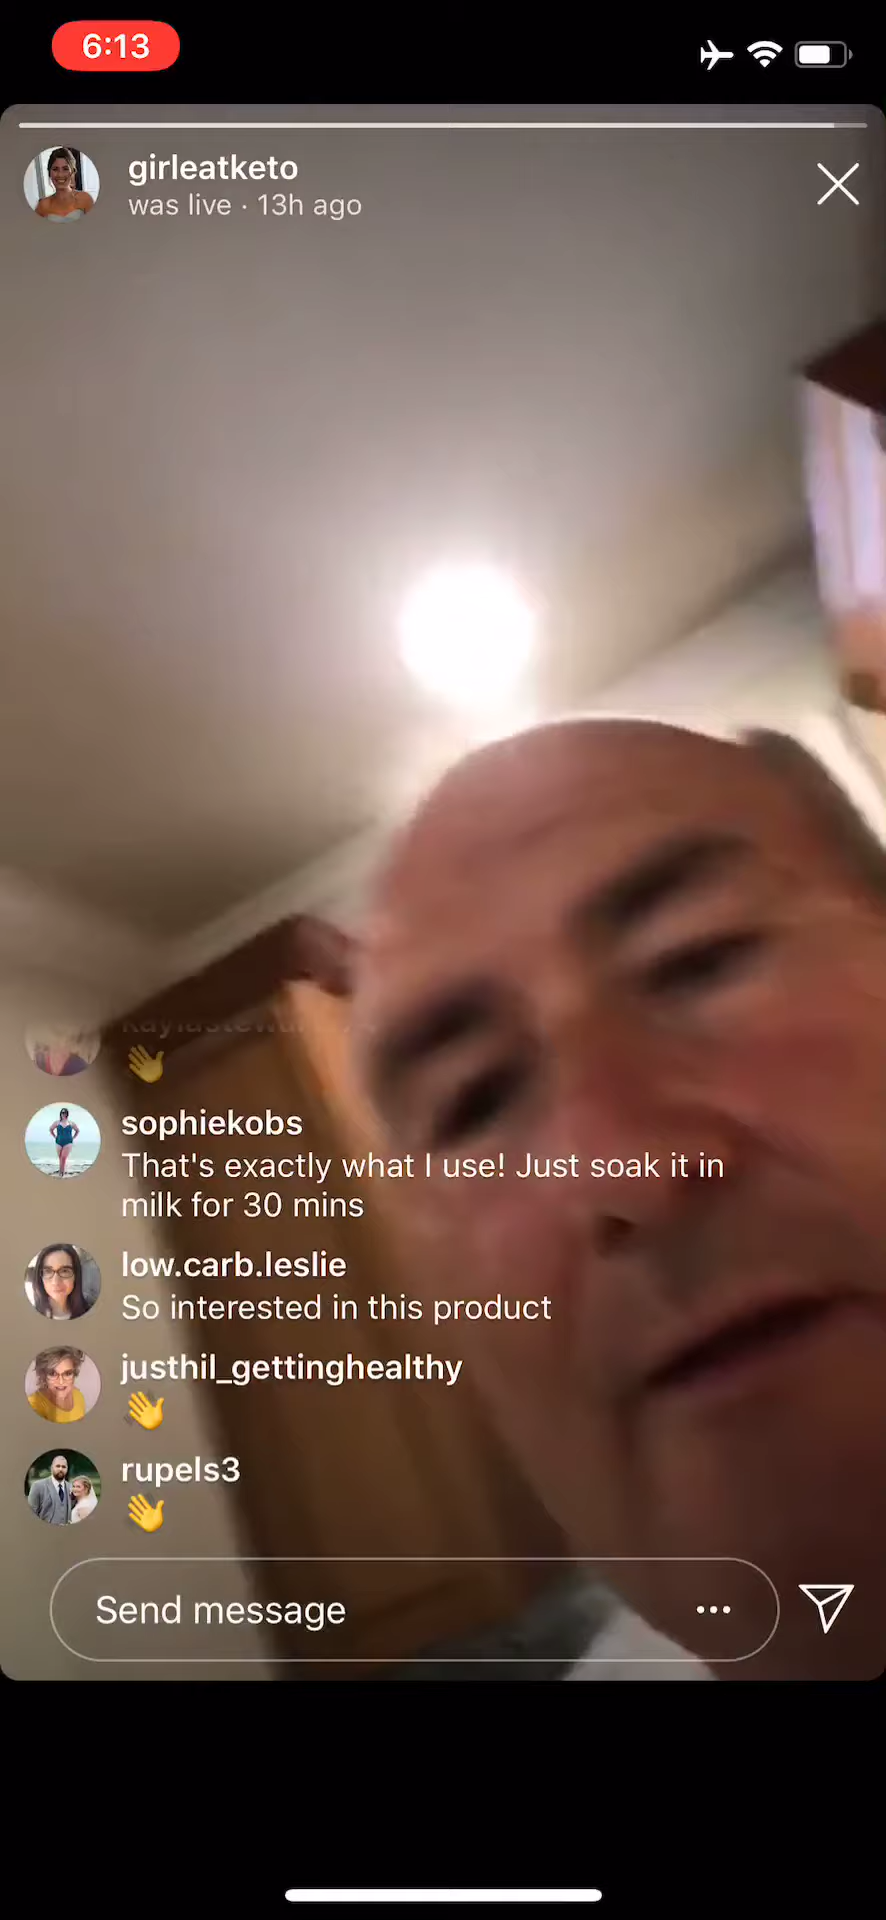 6:13
girleatketo
was live · 13h ago
sophiekobs
That's exactly what I use! Just soak it in
milk for 30 mins
low.carb.leslie
So interested in this product
justhil_gettinghealthy
👋
rupels3
👋
Send message